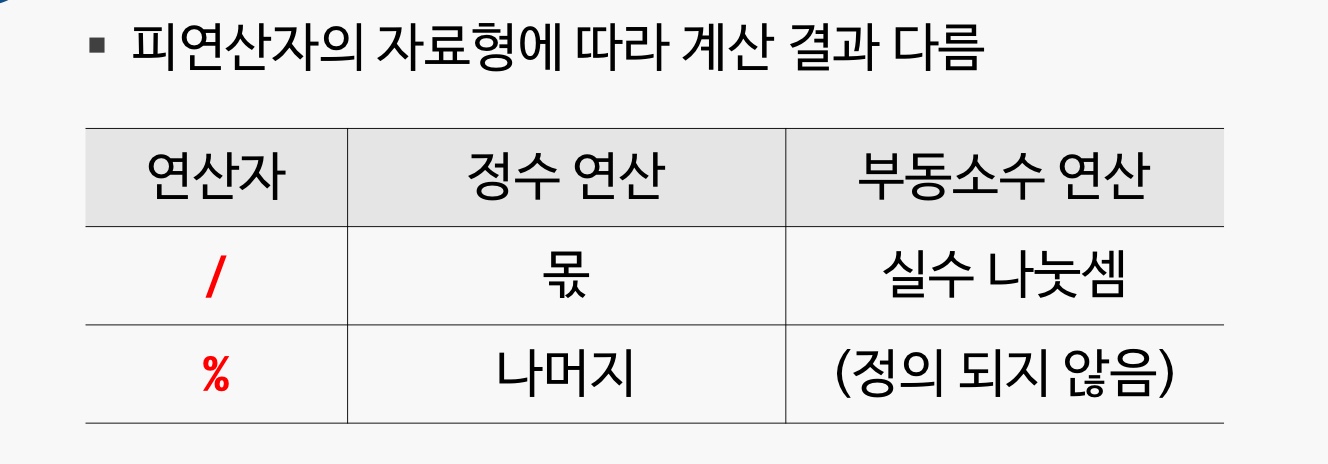 ▪ 피연산자의 자료형에 따라 계산 결과 다름
연산자 정수 연산 부동소수 연산
/ 몫 실수 나눗셈
% 나머지 (정의 되지 않음)